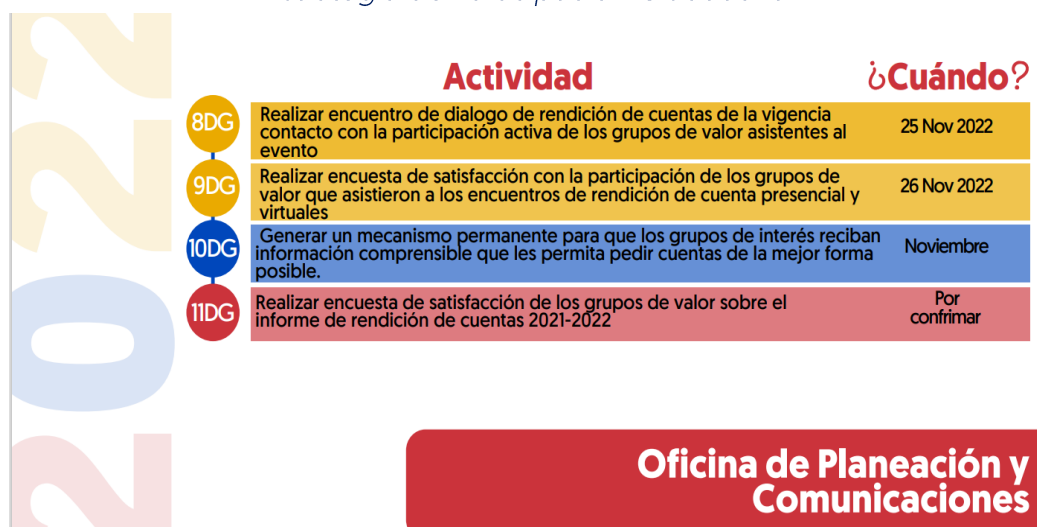 2022
Actividad
¿Cuándo?
8DG
Realizar encuentro de dialogo de rendición de cuentas de la vigencia
contacto con la participación activa de los grupos de valor asistentes al
evento
25 Nov 2022
9DG
Realizar encuesta de satisfacción con la participación de los grupos de
valor que asistieron a los encuentros de rendición de cuenta presencial y
virtuales
26 Nov 2022
10DG
Generar un mecanismo permanente para que los grupos de interés reciban
información comprensible que les permita pedir cuentas de la mejor forma
posible.
Noviembre
11DG
Realizar encuesta de satisfacción de los grupos de valor sobre el
informe de rendición de cuentas 2021-2022
Por
confrimar
Oficina de Planeación y
Comunicaciones